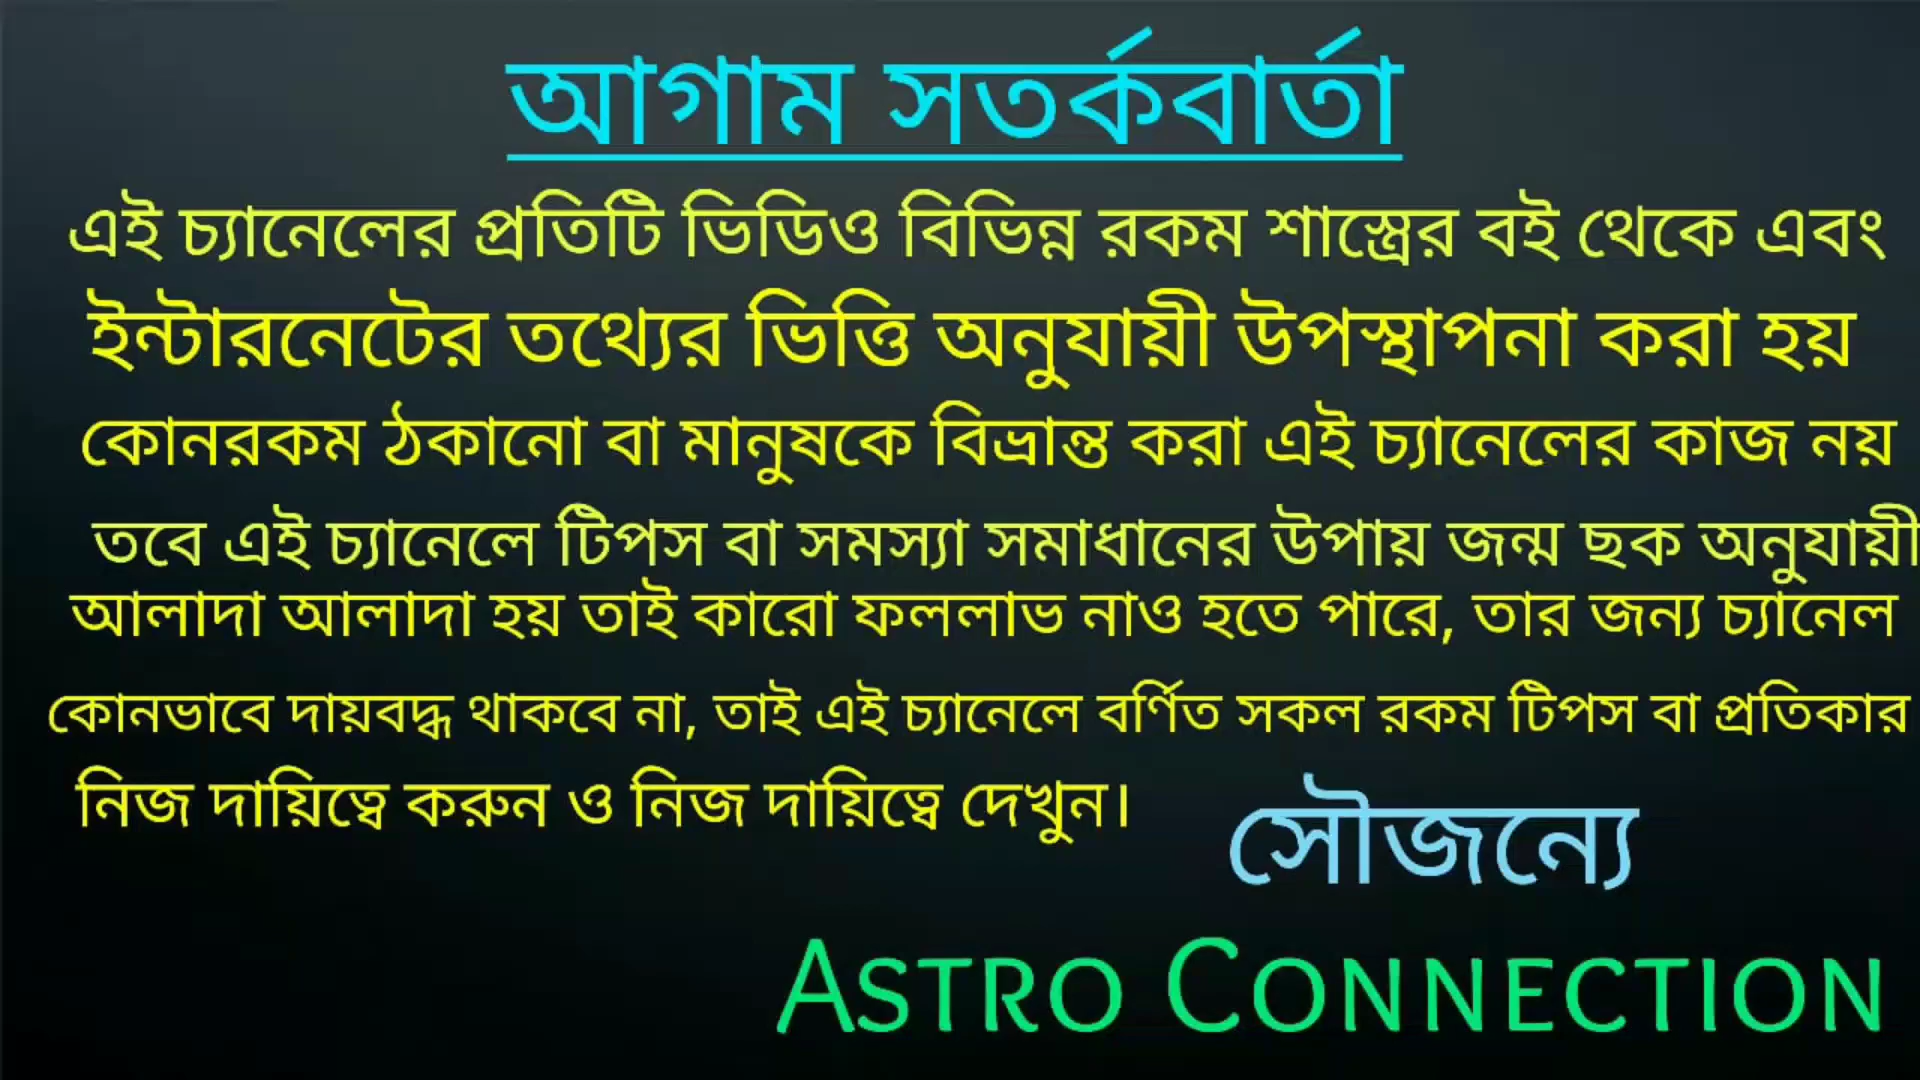 আগাম সতর্কবার্তা
এই চ্যানেলের প্রতিটি ভিডিও বিভিন্ন রকম শাস্ত্রের বই থেকে এবং
ইন্টারনেটের তথ্যের ভিত্তি অনুযায়ী উপস্থাপনা করা হয়
কোনরকম ঠকানো বা মানুষকে বিভ্রান্ত করা এই চ্যানেলের কাজ নয়
তবে এই চ্যানেলে টিপস বা সমস্যা সমাধানের উপায় জন্ম ছক অনুযায়ী
আলাদা আলাদা হয় তাই কারো ফললাভ নাও হতে পারে, তার জন্য চ্যানেল
কোনভাবে দায়বদ্ধ থাকবে না, তাই এই চ্যানেলে বর্ণিত সকল রকম টিপস বা প্রতিকার
নিজ দায়িত্বে করুন ও নিজ দায়িত্বে দেখুন।
সৌজন্যে
ASTRO CONNECTION